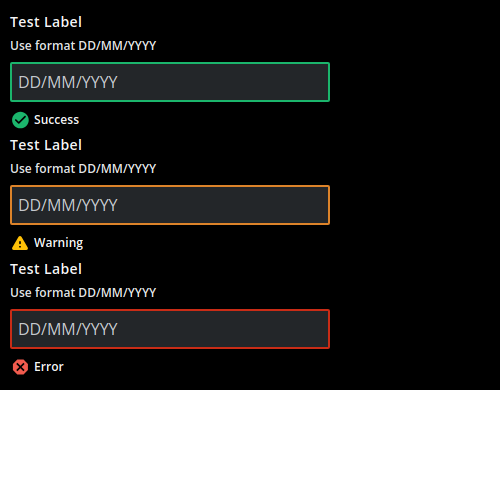 Test Label
Use format DD/MM/YYYY
DD/MM/YYYY
Success
Test Label
Use format DD/MM/YYYY
DD/MM/YYYY
Warning
Test Label
Use format DD/MM/YYYY
DD/MM/YYYY
Error